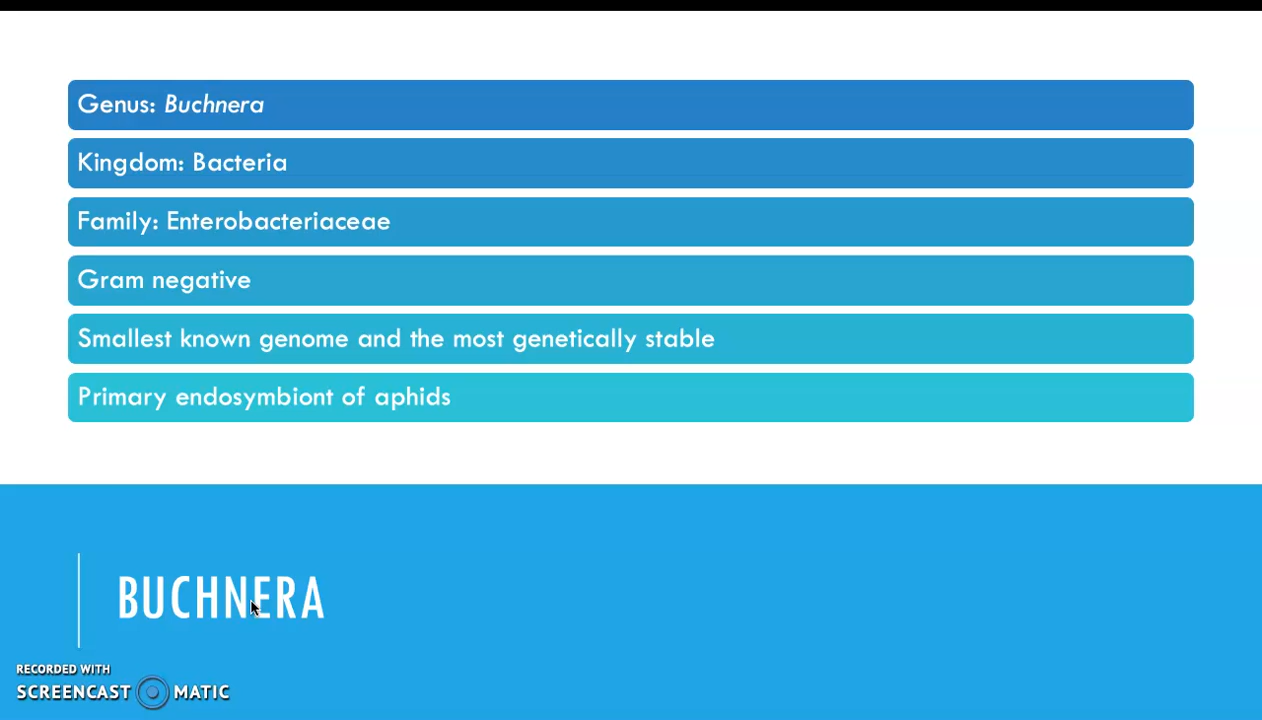 Genus: Buchnera
Kingdom: Bacteria
Family: Enterobacteriaceae
Gram negative
Smallest known genome and the most genetically stable
Primary endosymbiont of aphids
BUCHNERA
RECORDED WITH
SCREENCAST MATIC